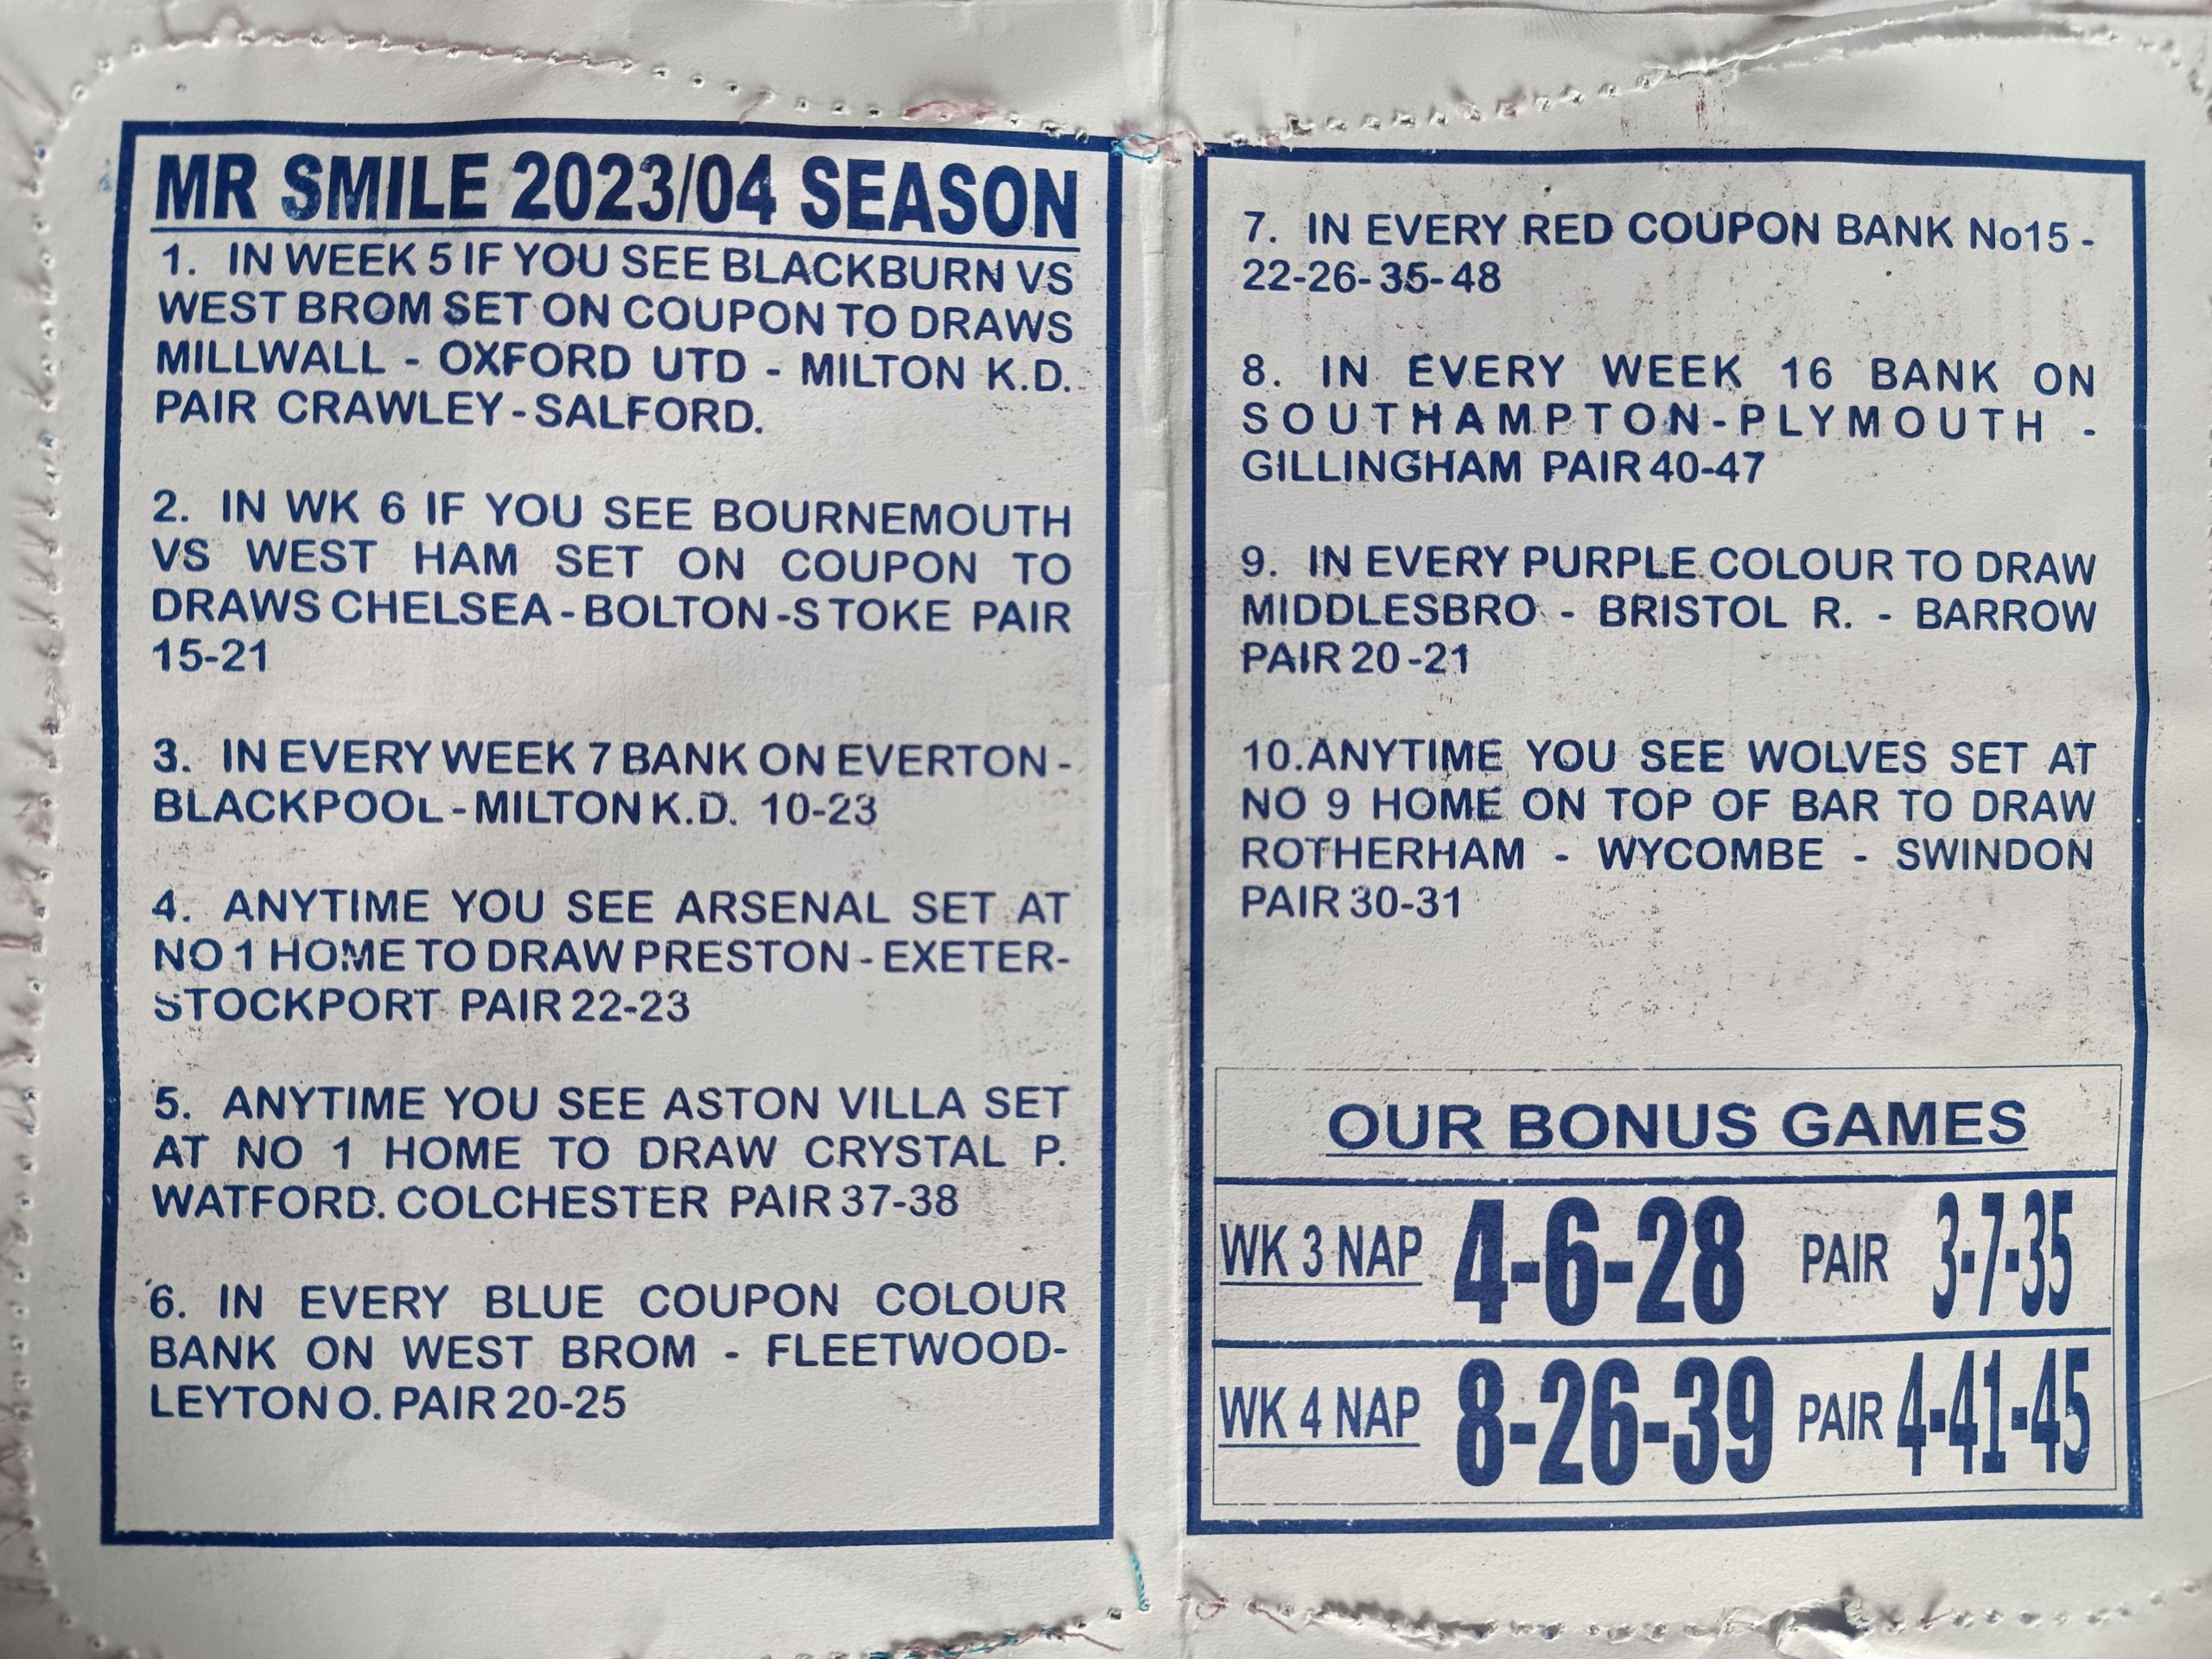 MR SMILE 2023/04 SEASON
1. IN WEEK 5 IF YOU SEE BLACKBURN VS
WEST BROM SET ON COUPON TO DRAWS
MILLWALL - OXFORD UTD - MILTON K.D.
PAIR CRAWLEY - SALFORD.
2. IN WK 6 IF YOU SEE BOURNEMOUTH
VS WEST HAM SET ON COUPON TO
DRAWS CHELSEA - BOLTON -S TOKE PAIR
15-21
3. IN EVERY WEEK 7 BANK ON EVERTON -
BLACKPOOL - MILTON K.D. 10-23
4. ANYTIME YOU SEE ARSENAL SET AT
NO 1 HOME TO DRAW PRESTON - EXETER-
STOCKPORT PAIR 22-23
5. ANYTIME YOU SEE ASTON VILLA SET
AT NO 1 HOME TO DRAW CRYSTAL P.
WATFORD. COLCHESTER PAIR 37-38
6. IN EVERY BLUE COUPON COLOUR
BANK ON WEST BROM - FLEETWOOD-
LEYTON O. PAIR 20-25
7. IN EVERY RED COUPON BANK No15 -
22-26- 35- 48
8. IN EVERY WEEK 16 BANK ON
SOUTHAMPTON-PLYMOUTH -
GILLINGHAM PAIR 40-47
9. IN EVERY PURPLE COLOUR TO DRAW
MIDDLESBRO - BRISTOL R. - BARROW
PAIR 20 -21
10.ANYTIME YOU SEE WOLVES SET AT
NO 9 HOME ON TOP OF BAR TO DRAW
ROTHERHAM - WYCOMBE - SWINDON
PAIR 30-31
OUR BONUS GAMES
WK 3 NAP 4-6-28 PAIR 3-7-35
WK 4 NAP 8-26-39 PAIR 4-41-45